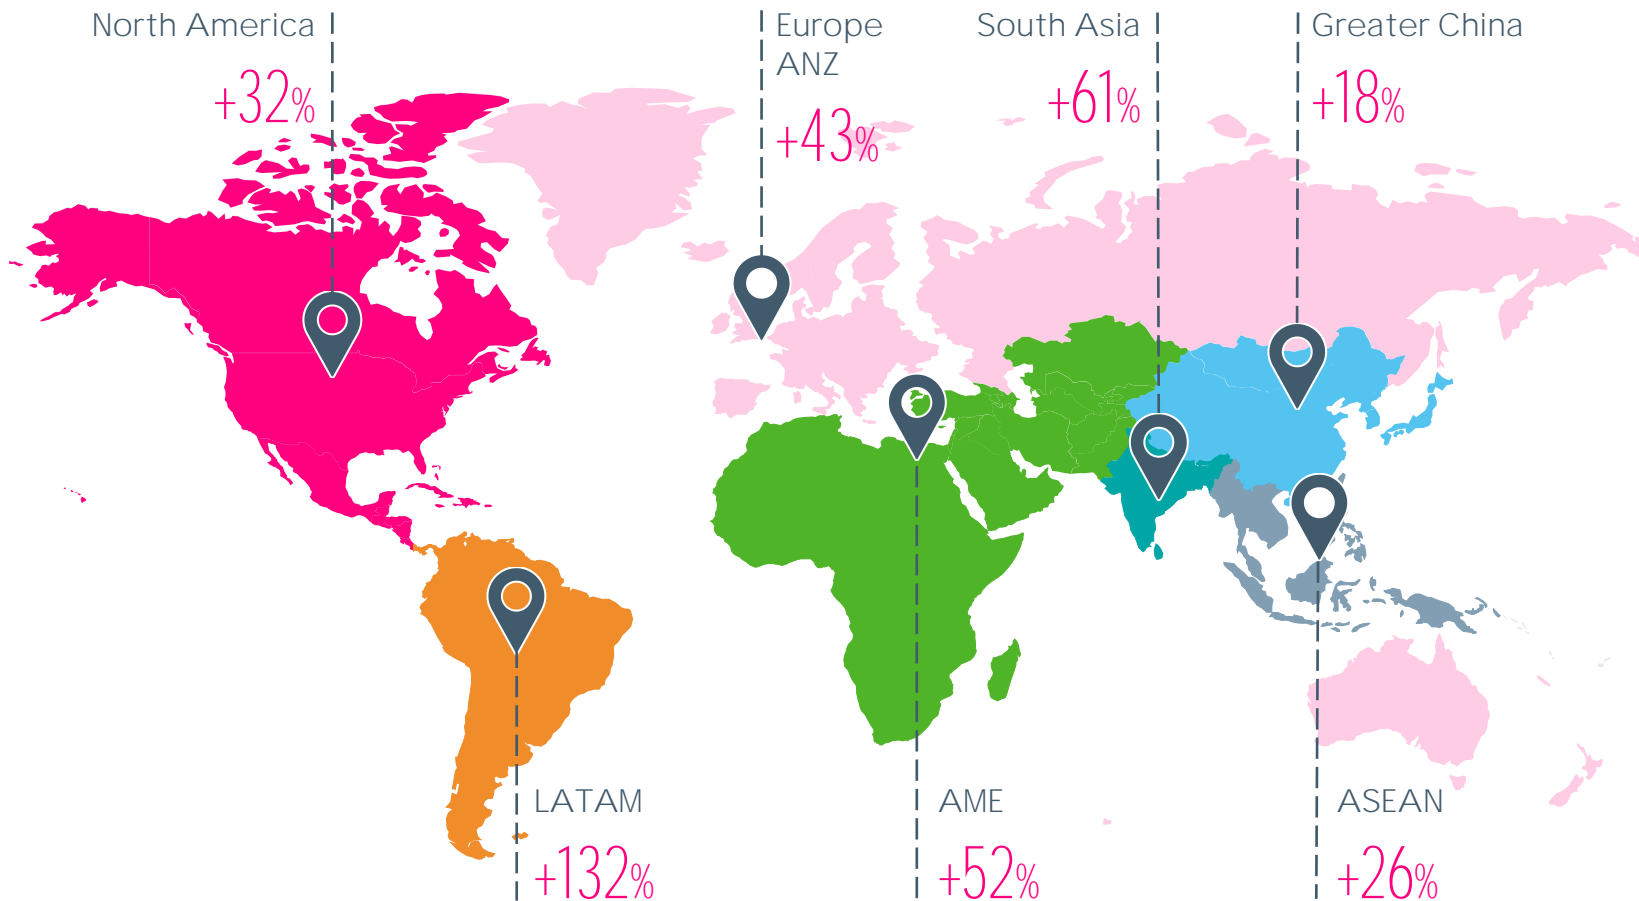 North America
+32%
Europe
ANZ
+43%
South Asia
+61%
Greater China
+18%
LATAM
+132%
AME
+52%
ASEAN
+26%